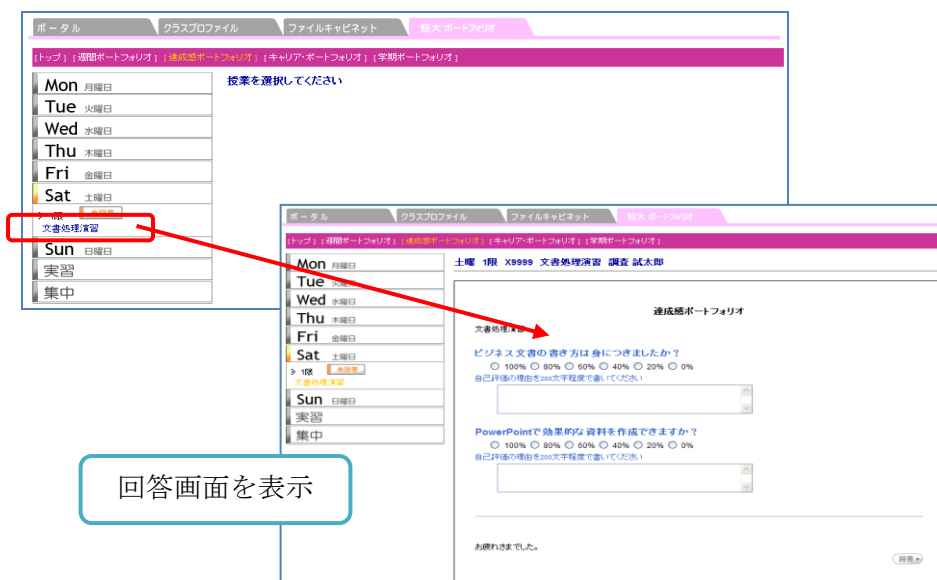 ポータル クラスプロファイル ファイルキャビネット 短大 ポートフォリオ
[トップ] [週間ポートフォリオ] [達成感ポートフォリオ] [キャリア・ポートフォリオ] [学期ポートフォリオ]
授業を選択してください
Mon 月曜日
Tue 火曜日
Wed 水曜日
Thu 木曜日
Fri 金曜日
Sat 土曜日
1限 未回答
文書処理演習
Sun 日曜日
実習
集中
ポータル クラスプロファイル ファイルキャビネット 短大 ポートフォリオ
[トップ] [週間ポートフォリオ] [達成感ポートフォリオ] [キャリア・ポートフォリオ] [学期ポートフォリオ]
Mon 月曜日
Tue 火曜日
Wed 水曜日
Thu 木曜日
Fri 金曜日
Sat 土曜日
> 1限 未回答
文書処理演習
Sun 日曜日
実習
集中
土曜 1限 X9999 文書処理演習 調査 試太郎
達成感ポートフォリオ
文書処理演習
ビジネス文書の書き方は身につきましたか?
100% 80% 60% 40% 20% 0%
自己評価の理由を200文字程度で書いてください
PowerPointで効果的な資料を作成できますか?
100% 80% 60% 40% 20% 0%
自己評価の理由を200文字程度で書いてください
お疲れさまでした。
回答
回答画面を表示